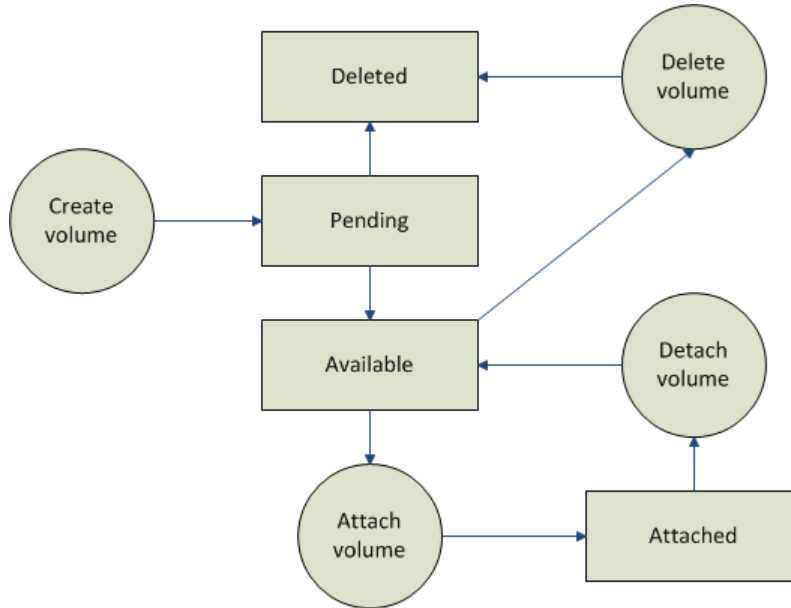 Deleted
Delete
volume
Create
volume
Pending
Available
Detach
volume
Attach
volume
Attached